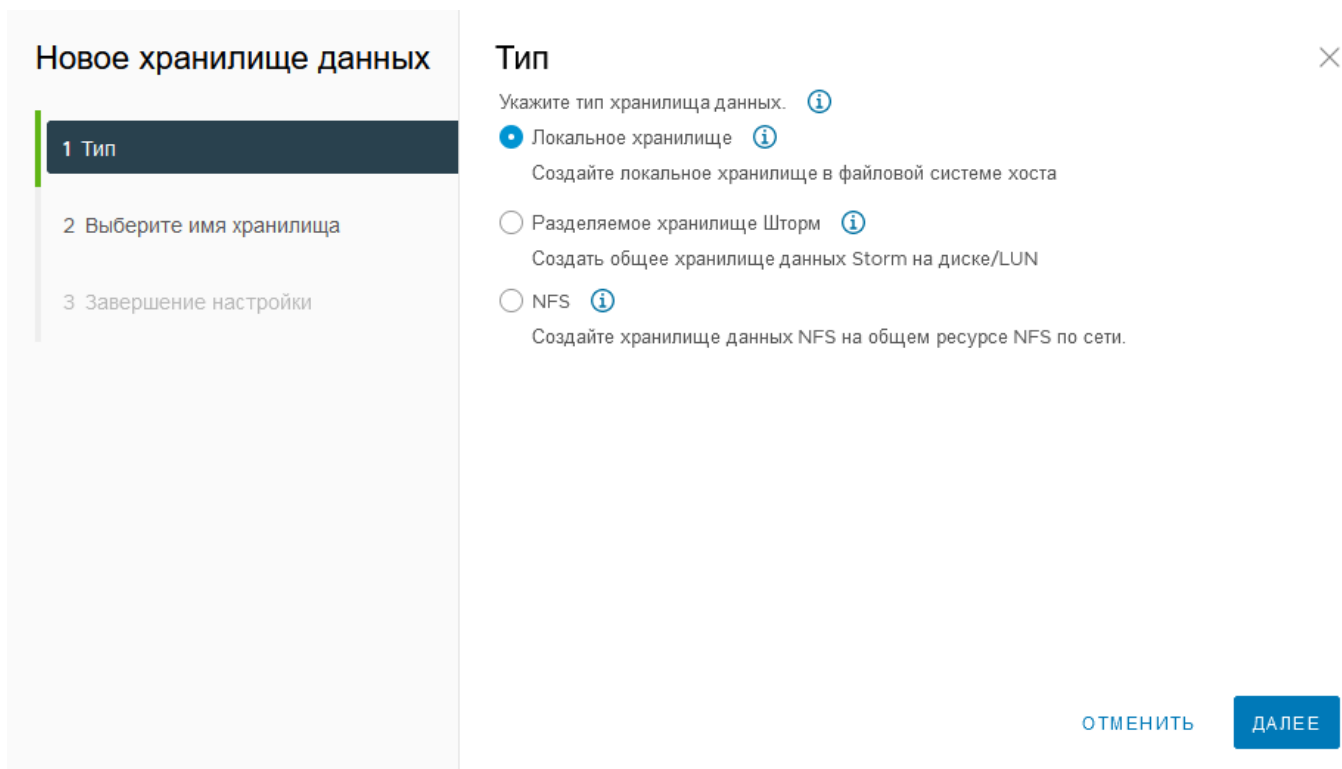 Новое хранилище данных
1 Тип
2 Выберите имя хранилища
3 Завершение настройки
Тип
Укажите тип хранилища данных.
Локальное хранилище
Создайте локальное хранилище в файловой системе хоста
Разделяемое хранилище Шторм
Создать общее хранилище данных Storm на диске/LUN
NFS
Создайте хранилище данных NFS на общем ресурсе NFS по сети.
ОТМЕНИТЬ
ДАЛЕЕ